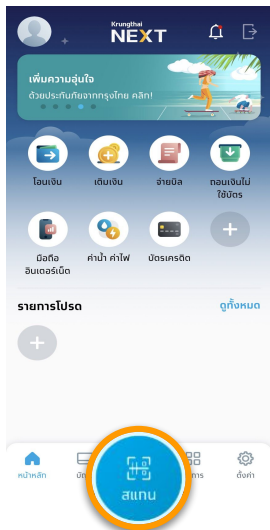 Krungthai
NEXT
เพิ่มความอุ่นใจ
ด้วยประกันภัยจากกรุงไทย คลิก!
โอนเงิน
เติมเงิน
จ่ายบิล
ถอนเงินไม่
ใช้บัตร
มือถือ
อินเตอร์เน็ต
ค่าน้ำ ค่าไฟ
บัตรเครดิต
รายการโปรด
ดูทั้งหมด
หน้าหลัก
สแกน
ตั้งค่า